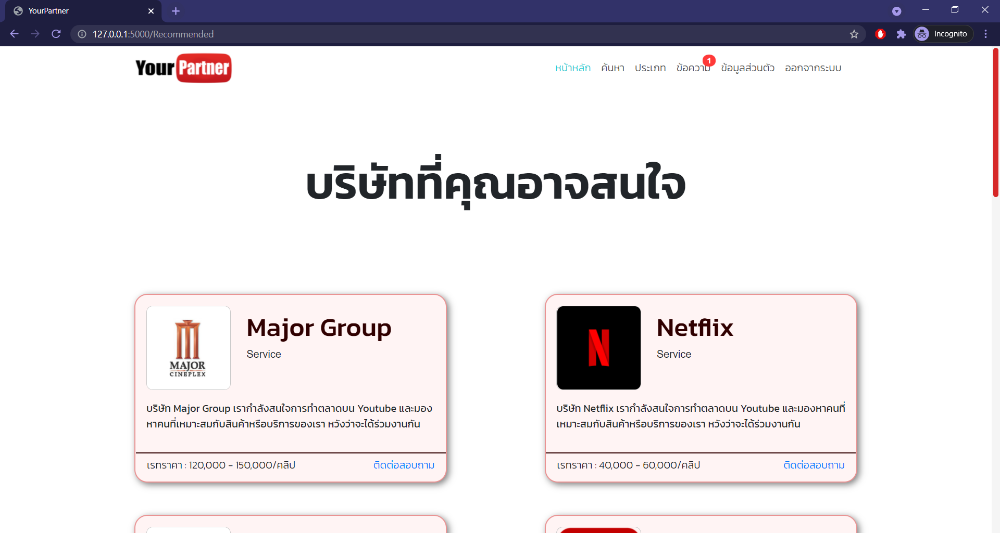 YourPartner
127.0.0.1:5000/Recommended
Incognito
Your Partner
หน้าหลัก ค้นหา ประเภท ข้อความ 1 ข้อมูลส่วนตัว ออกจากระบบ
บริษัทที่คุณอาจสนใจ
MAJOR
CINEPLEX
Major Group
Service
บริษัท Major Group เรากำลังสนใจการทำตลาดบน Youtube และมอง
หาคนที่เหมาะสมกับสินค้าหรือบริการของเรา หวังว่าจะได้ร่วมงานกัน
เรทราคา : 120,000 - 150,000/คลิป ติดต่อสอบถาม
N
Netflix
Service
บริษัท Netflix เรากำลังสนใจการทำตลาดบน Youtube และมองหาคนที่
เหมาะสมกับสินค้าหรือบริการของเรา หวังว่าจะได้ร่วมงานกัน
เรทราคา : 40,000 - 60,000/คลิป ติดต่อสอบถาม